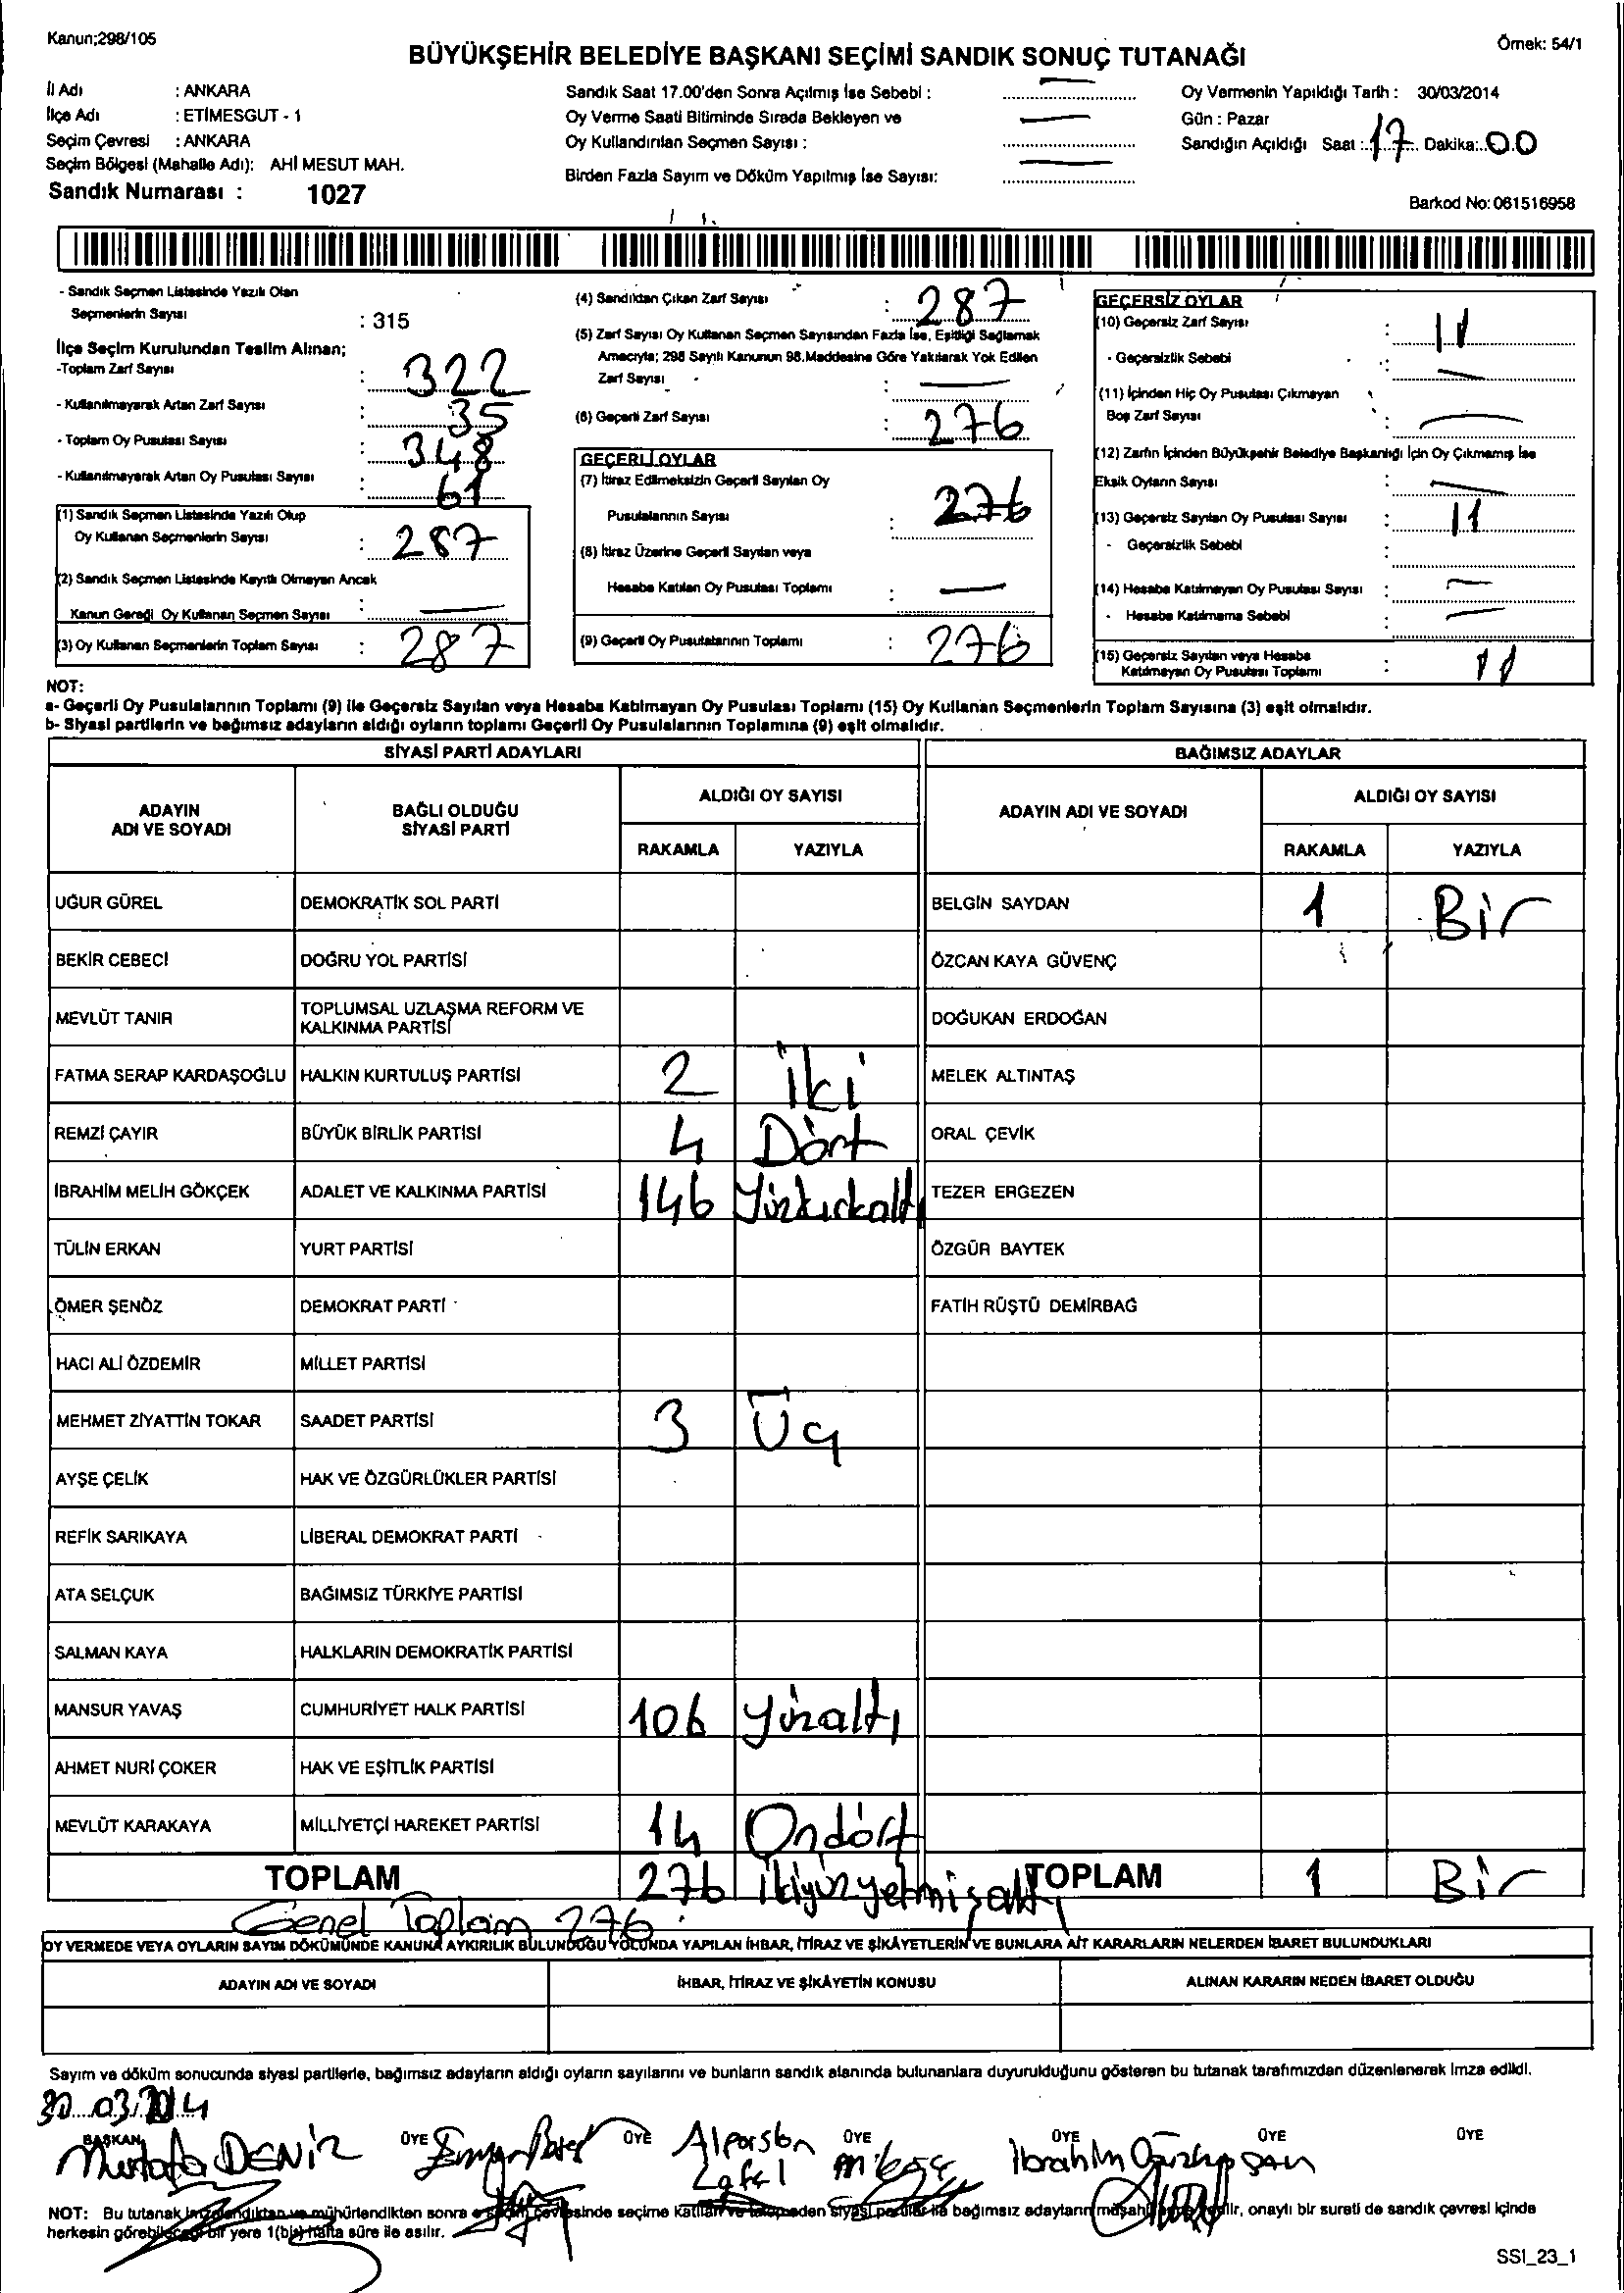 Kanun;298/105
Örnek: 54/1
BÜYÜKŞEHİR BELEDİYE BAŞKANI SEÇİMİ SANDIK SONUÇ TUTANAĞI
İl Adı : ANKARA
İlçe Adı : ETİMESGUT - 1
Seçim Çevresi : ANKARA
Seçim Bölgesi (Mahalle Adı); AHİ MESUT MAH.
Sandık Numarası : 1027
Sandık Saat 17.00'den Sonra Açılmış İse Sebebi :
Oy Verme Saati Bitiminde Sırada Bekleyen ve
Oy Kullandırılan Seçmen Sayısı :
Birden Fazla Sayım ve Döküm Yapılmış İse Sayısı:
Oy Vermenin Yapıldığı Tarih : 30/03/2014
Gün : Pazar
Sandığın Açıldığı Saat :17 Dakika:00
Barkod No: 061516958
- Sandık Seçmen Listesinde Yazılı Olan
Seçmenlerin Sayısı : 315
İlçe Seçim Kurulundan Teslim Alınan;
-Toplam Zarf Sayısı : 322
- Kullanılmayarak Artan Zarf Sayısı : 35
- Toplam Oy Pusulası Sayısı : 348
- Kullanılmayarak Artan Oy Pusulası Sayısı : 61
(1) Sandık Seçmen Listesinde Yazılı Olup
Oy Kullanan Seçmenlerin Sayısı : 287
(2) Sandık Seçmen Listesinde Kayıtlı Olmayan Ancak
Kanun Gereği Oy Kullanan Seçmen Sayısı :
(3) Oy Kullanan Seçmenlerin Toplam Sayısı : 287
(4) Sandıktan Çıkan Zarf Sayısı : 287
(5) Zarf Sayısı Oy Kullanan Seçmen Sayısından Fazla İse, Eşitliği Sağlamak
Amacıyla; 298 Sayılı Kanunun 98.Maddesine Göre Yakılarak Yok Edilen
Zarf Sayısı :
(6) Geçerli Zarf Sayısı : 276
GEÇERLİ OYLAR
(7) İtiraz Edilmeksizin Geçerli Sayılan Oy
Pusulalarının Sayısı : 276
(8) İtiraz Üzerine Geçerli Sayılan veya
Hesaba Katılan Oy Pusulası Toplamı :
(9) Geçerli Oy Pusulalarının Toplamı : 276
GEÇERSİZ OYLAR
(10) Geçersiz Zarf Sayısı : 11
- Geçersizlik Sebebi :
(11) İçinden Hiç Oy Pusulası Çıkmayan
Boş Zarf Sayısı :
(12) Zarfın İçinden Büyükşehir Belediye Başkanlığı İçin Oy Çıkmamış İse
Eksik Oyların Sayısı :
(13) Geçersiz Sayılan Oy Pusulası Sayısı : 11
- Geçersizlik Sebebi :
(14) Hesaba Katılmayan Oy Pusulası Sayısı :
- Hesaba Katılmama Sebebi :
(15) Geçersiz Sayılan veya Hesaba
Katılmayan Oy Pusulası Toplamı : 11
NOT:
a- Geçerli Oy Pusulalarının Toplamı (9) ile Geçersiz Sayılan veya Hesaba Katılmayan Oy Pusulası Toplamı (15) Oy Kullanan Seçmenlerin Toplam Sayısına (3) eşit olmalıdır.
b- Siyasi partilerin ve bağımsız adayların aldığı oyların toplamı Geçerli Oy Pusulalarının Toplamına (9) eşit olmalıdır.
SİYASİ PARTİ ADAYLARI BAĞIMSIZ ADAYLAR
ADAYIN ADI VE SOYADI BAĞLI OLDUĞU SİYASİ PARTİ ALDIĞI OY SAYISI ADAYIN ADI VE SOYADI ALDIĞI OY SAYISI
RAKAMLA YAZIYLA RAKAMLA YAZIYLA
UĞUR GÜREL DEMOKRATİK SOL PARTİ BELGİN SAYDAN 1 Bir
BEKİR CEBECİ DOĞRU YOL PARTİSİ ÖZCAN KAYA GÜVENÇ
MEVLÜT TANIR TOPLUMSAL UZLAŞMA REFORM VE KALKINMA PARTİSİ DOĞUKAN ERDOĞAN
FATMA SERAP KARDAŞOĞLU HALKIN KURTULUŞ PARTİSİ 2 İki MELEK ALTINTAŞ
REMZİ ÇAYIR BÜYÜK BİRLİK PARTİSİ 4 Dört ORAL ÇEVİK
İBRAHİM MELİH GÖKÇEK ADALET VE KALKINMA PARTİSİ 146 Yüzkırkaltı TEZER ERGEZEN
TÜLİN ERKAN YURT PARTİSİ ÖZGÜR BAYTEK
ÖMER ŞENÖZ DEMOKRAT PARTİ FATİH RÜŞTÜ DEMİRBAĞ
HACI ALİ ÖZDEMİR MİLLET PARTİSİ
MEHMET ZİYATTİN TOKAR SAADET PARTİSİ 3 Üç
AYŞE ÇELİK HAK VE ÖZGÜRLÜKLER PARTİSİ
REFİK SARIKAYA LİBERAL DEMOKRAT PARTİ
ATA SELÇUK BAĞIMSIZ TÜRKİYE PARTİSİ
SALMAN KAYA HALKLARIN DEMOKRATİK PARTİSİ
MANSUR YAVAŞ CUMHURİYET HALK PARTİSİ 106 Yüzaltı
AHMET NURİ ÇOKER HAK VE EŞİTLİK PARTİSİ
MEVLÜT KARAKAYA MİLLİYETÇİ HAREKET PARTİSİ 14 Ondört
TOPLAM 276 İkiyüzyetmişaltı TOPLAM 1 Bir
Genel Toplam 276
OY VERMEDE VEYA OYLARIN SAYIM DÖKÜMÜNDE KANUNA AYKIRILIK BULUNDUĞU YOLUNDA YAPILAN İHBAR, İTİRAZ VE ŞİKÂYETLERİN VE BUNLARA AİT KARARLARIN NELERDEN İBARET BULUNDUKLARI
ADAYIN ADI VE SOYADI İHBAR, İTİRAZ VE ŞİKÂYETİN KONUSU ALINAN KARARIN NEDEN İBARET OLDUĞU
Sayım ve döküm sonucunda siyasi partilerle, bağımsız adayların aldığı oyların sayılarını ve bunların sandık alanında bulunanlara duyurulduğunu gösteren bu tutanak tarafımızdan düzenlenerek imza edildi.
30.03.2014
BAŞKAN ÜYE ÜYE ÜYE ÜYE ÜYE ÜYE
Mustafa DENİZ Alparslan İbrahim
NOT: Bu tutanak imzalandıktan ve mühürlendikten sonra seçim çevresinde seçime katılan ve talep eden siyasi partiler ile bağımsız adayların onaylı bir sureti de sandık çevresi içinde
herkesin görebileceği bir yere 1(bir) hafta süre ile asılır.
SSI_23_1